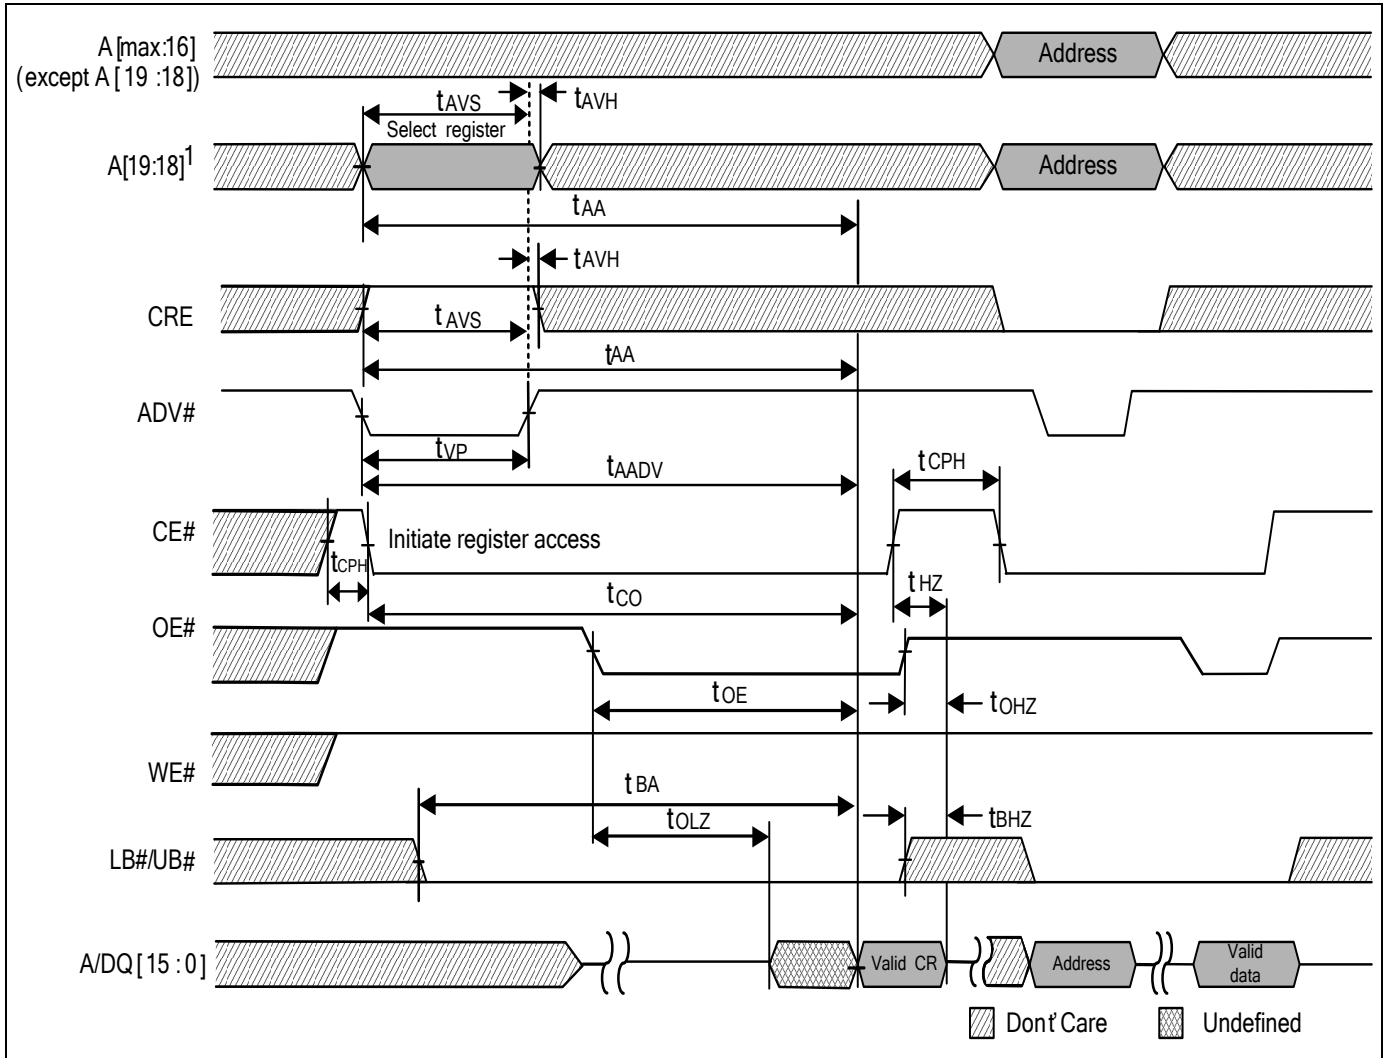 A[max:16]
(except A[19:18])
Address
tAVS
tAVH
Select register
A[19:18]1
Address
tAA
tAVH
CRE
tAVS
tAA
ADV#
tVP
tAADV
tCPH
CE#
Initiate register access
tCPH
tHZ
tCO
OE#
tOE
tOHZ
WE#
tBA
tOLZ
tBHZ
LB#/UB#
A/DQ[15:0]
Valid CR
Address
Valid
data
Don't Care
Undefined